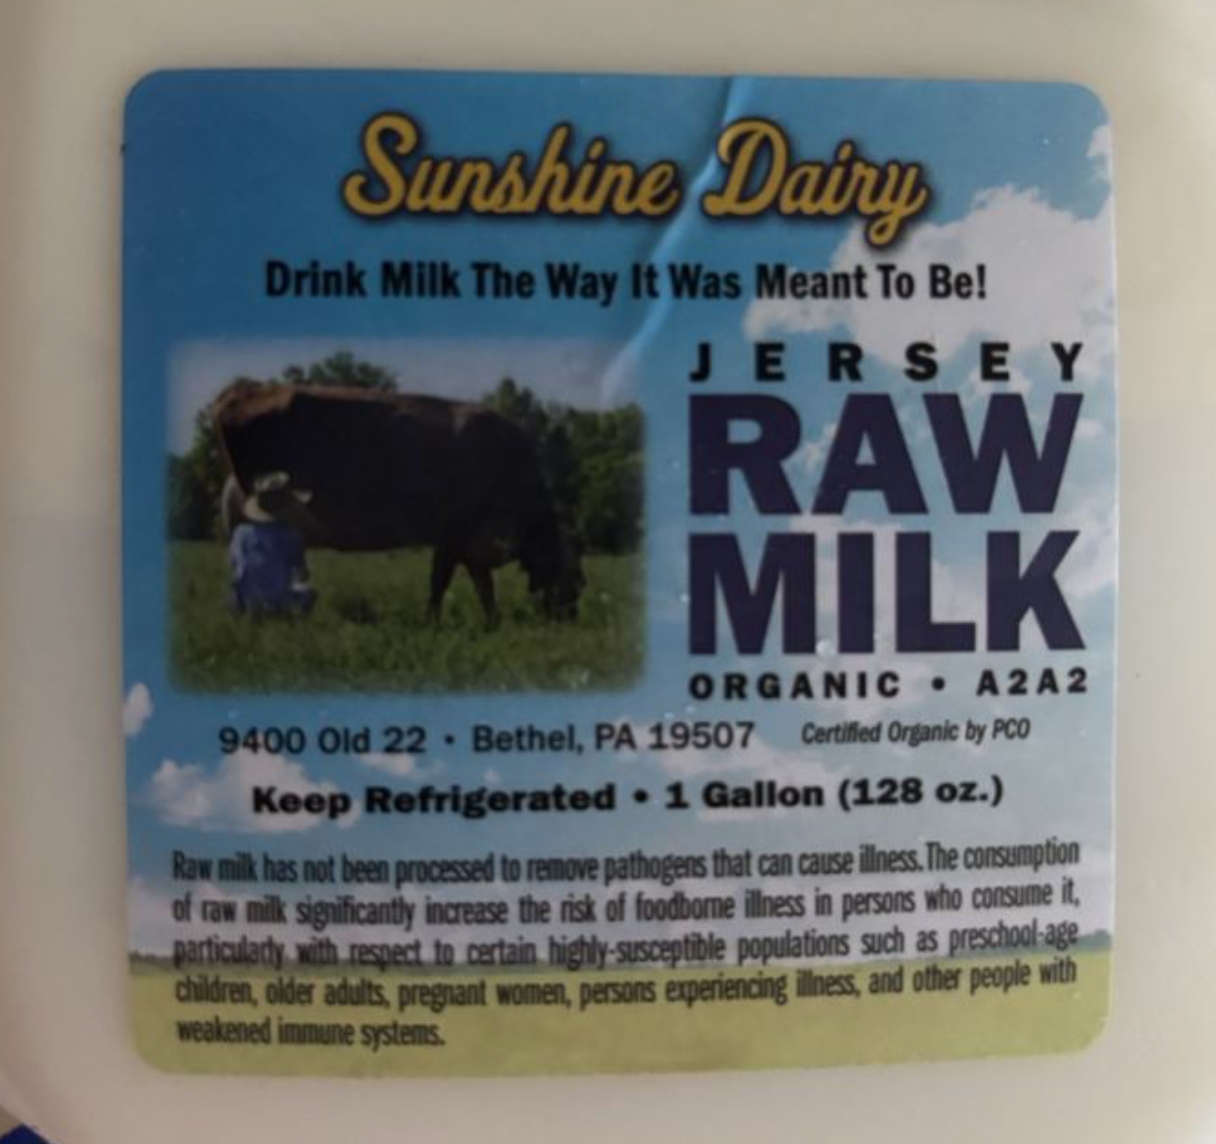 Sunshine Dairy
Drink Milk The Way It Was Meant To Be!
JERSEY
RAW
MILK
ORGANIC • A2A2
9400 Old 22 • Bethel, PA 19507 Certified Organic by PCO
Keep Refrigerated • 1 Gallon (128 oz.)
Raw milk has not been processed to remove pathogens that can cause illness. The consumption
of raw milk significantly increase the risk of foodborne illness in persons who consume it,
particularly with respect to certain highly-susceptible populations such as preschool-age
children, older adults, pregnant women, persons experiencing illness, and other people with
weakened immune systems.